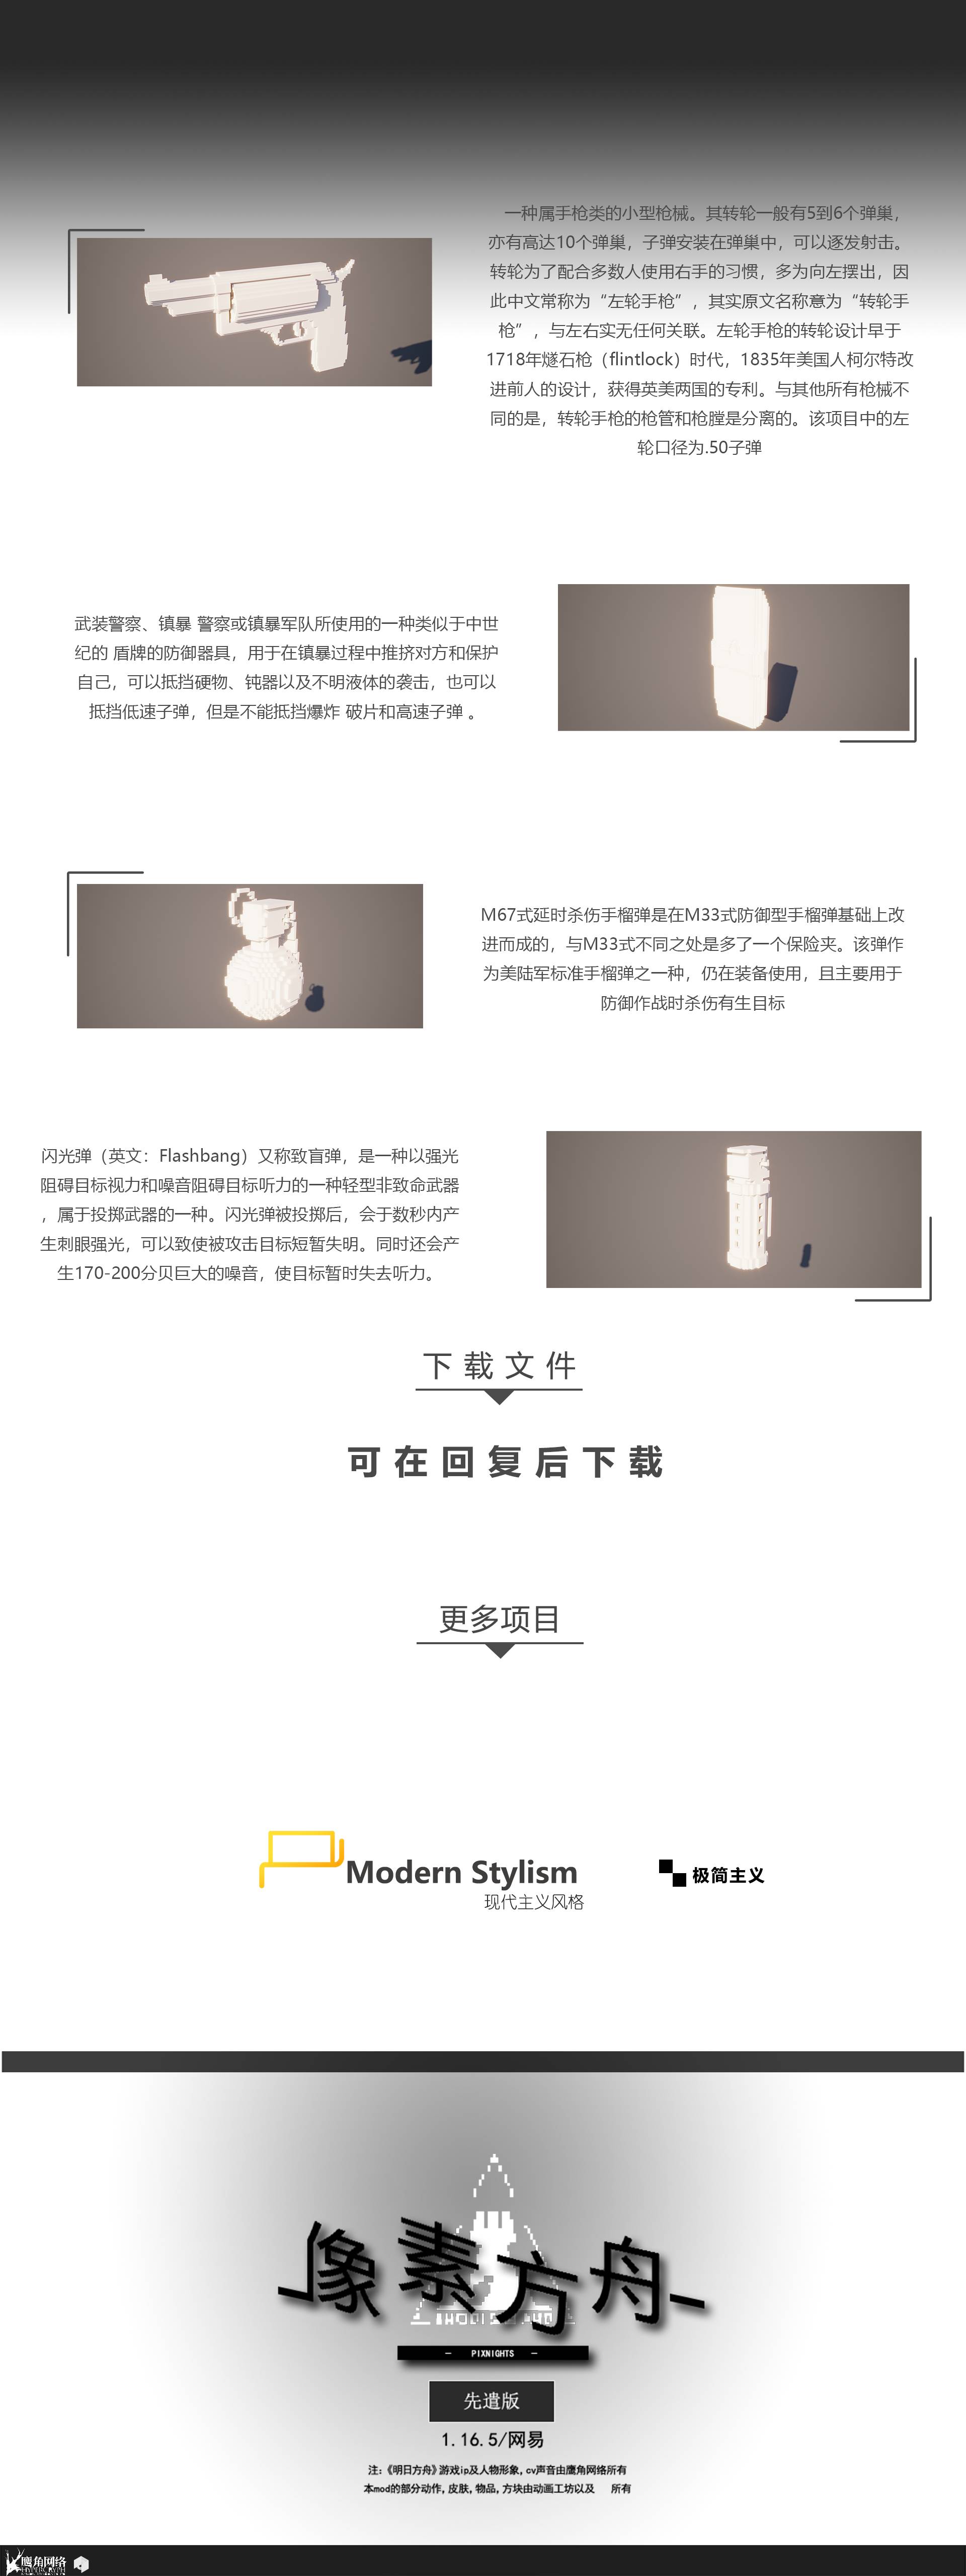 一种属手枪类的小型枪械。其转轮一般有5到6个弹巢，
亦有高达10个弹巢，子弹安装在弹巢中，可以逐发射击。
转轮为了配合多数人使用右手的习惯，多为向左摆出，因
此中文常称为“左轮手枪”，其实原文名称意为“转轮手
枪”，与左右实无任何关联。左轮手枪的转轮设计早于
1718年燧石枪（flintlock）时代，1835年美国人柯尔特改
进前人的设计，获得英美两国的专利。与其他所有枪械不
同的是，转轮手枪的枪管和枪膛是分离的。该项目中的左
轮口径为.50子弹
武装警察、镇暴 警察或镇暴军队所使用的一种类似于中世
纪的 盾牌的防御器具，用于在镇暴过程中推挤对方和保护
自己，可以抵挡硬物、钝器以及不明液体的袭击，也可以
抵挡低速子弹，但是不能抵挡爆炸 破片和高速子弹 。
M67式延时杀伤手榴弹是在M33式防御型手榴弹基础上改
进而成的，与M33式不同之处是多了一个保险夹。该弹作
为美陆军标准手榴弹之一种，仍在装备使用，且主要用于
防御作战时杀伤有生目标
闪光弹（英文：Flashbang）又称致盲弹，是一种以强光
阻碍目标视力和噪音阻碍目标听力的一种轻型非致命武器
，属于投掷武器的一种。闪光弹被投掷后，会于数秒内产
生刺眼强光，可以致使被攻击目标短暂失明。同时还会产
生170-200分贝巨大的噪音，使目标暂时失去听力。
下载文件
可在回复后下载
更多项目
Modern Stylism
现代主义风格
极简主义
像素方舟
- PIXNIGHTS -
先遣版
1.16.5/网易
注：《明日方舟》游戏ip及人物形象，cv声音由鹰角网络所有
本mod的部分动作，皮肤，物品，方块由动画工坊以及 所有
鹰角网络